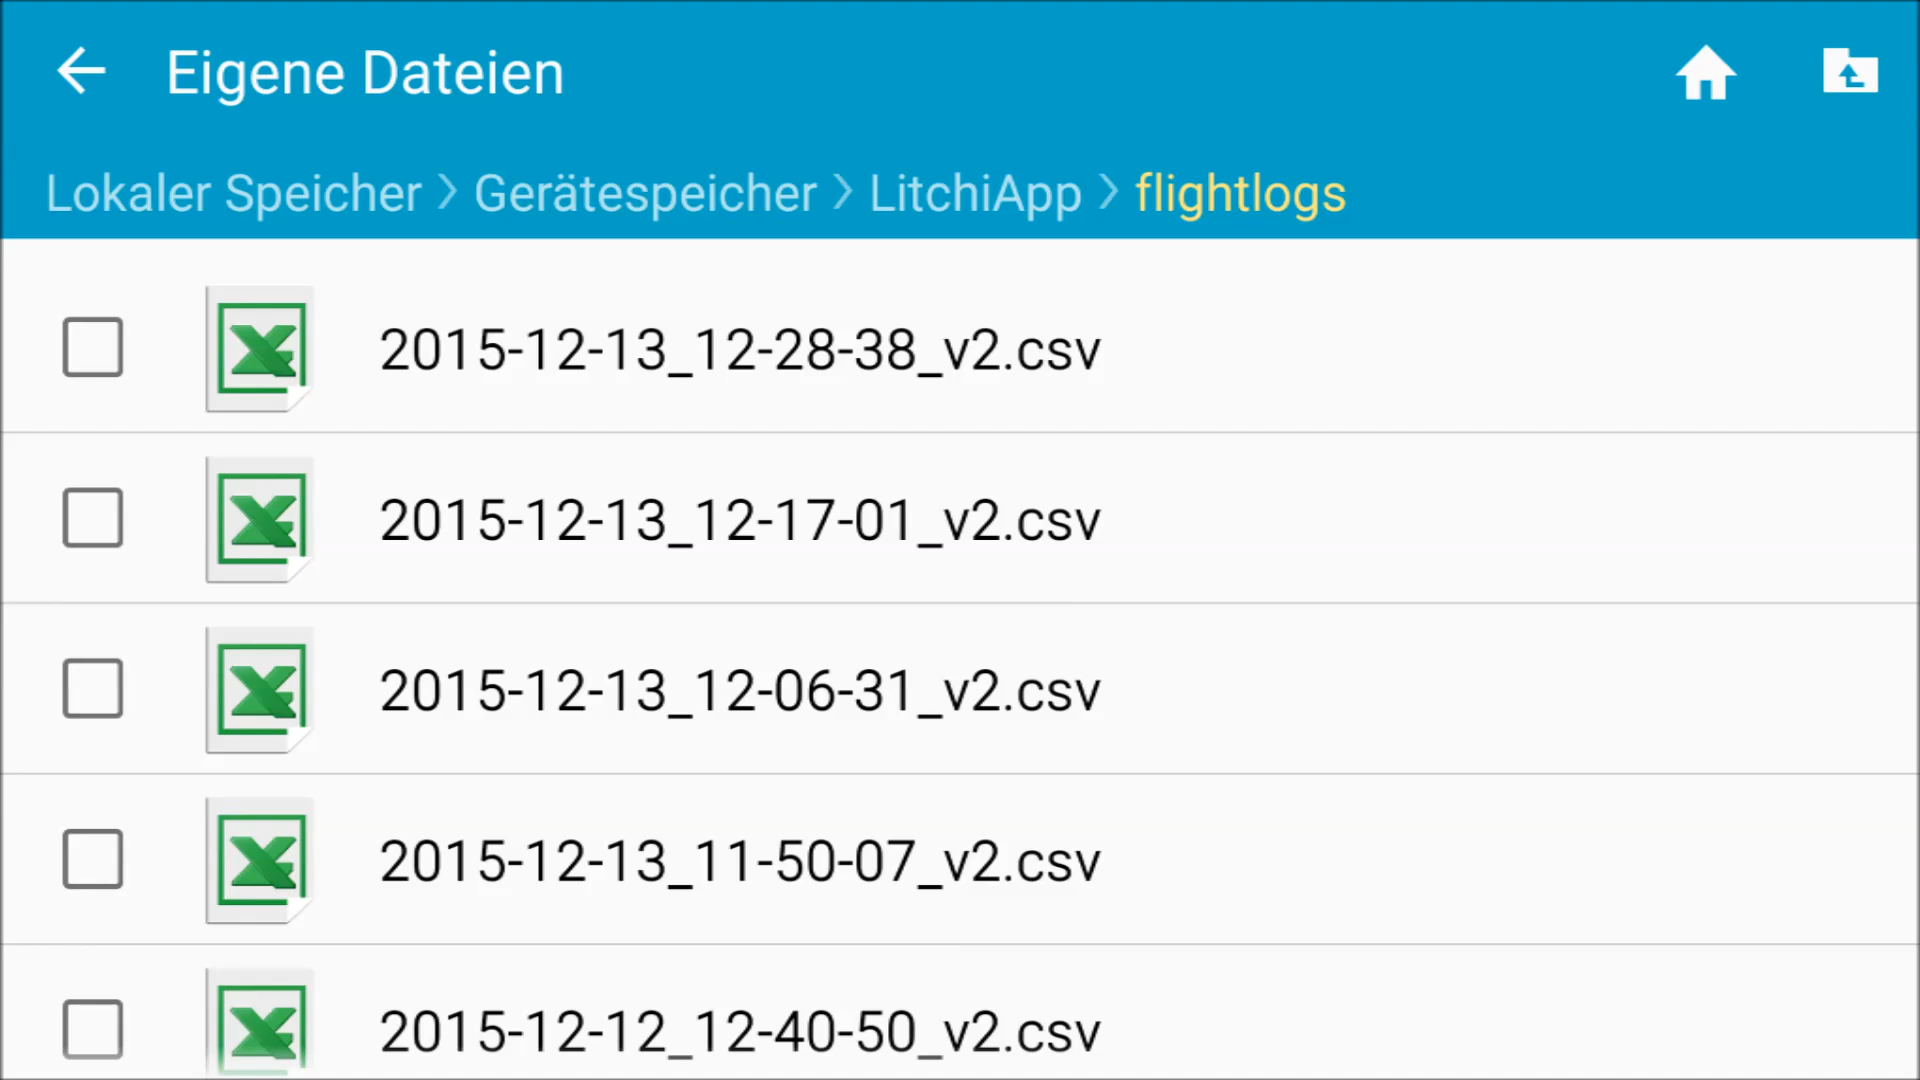 Eigene Dateien
Lokaler Speicher > Gerätespeicher > LitchiApp > flightlogs
2015-12-13_12-28-38_v2.csv
2015-12-13_12-17-01_v2.csv
2015-12-13_12-06-31_v2.csv
2015-12-13_11-50-07_v2.csv
2015-12-12_12-40-50_v2.csv